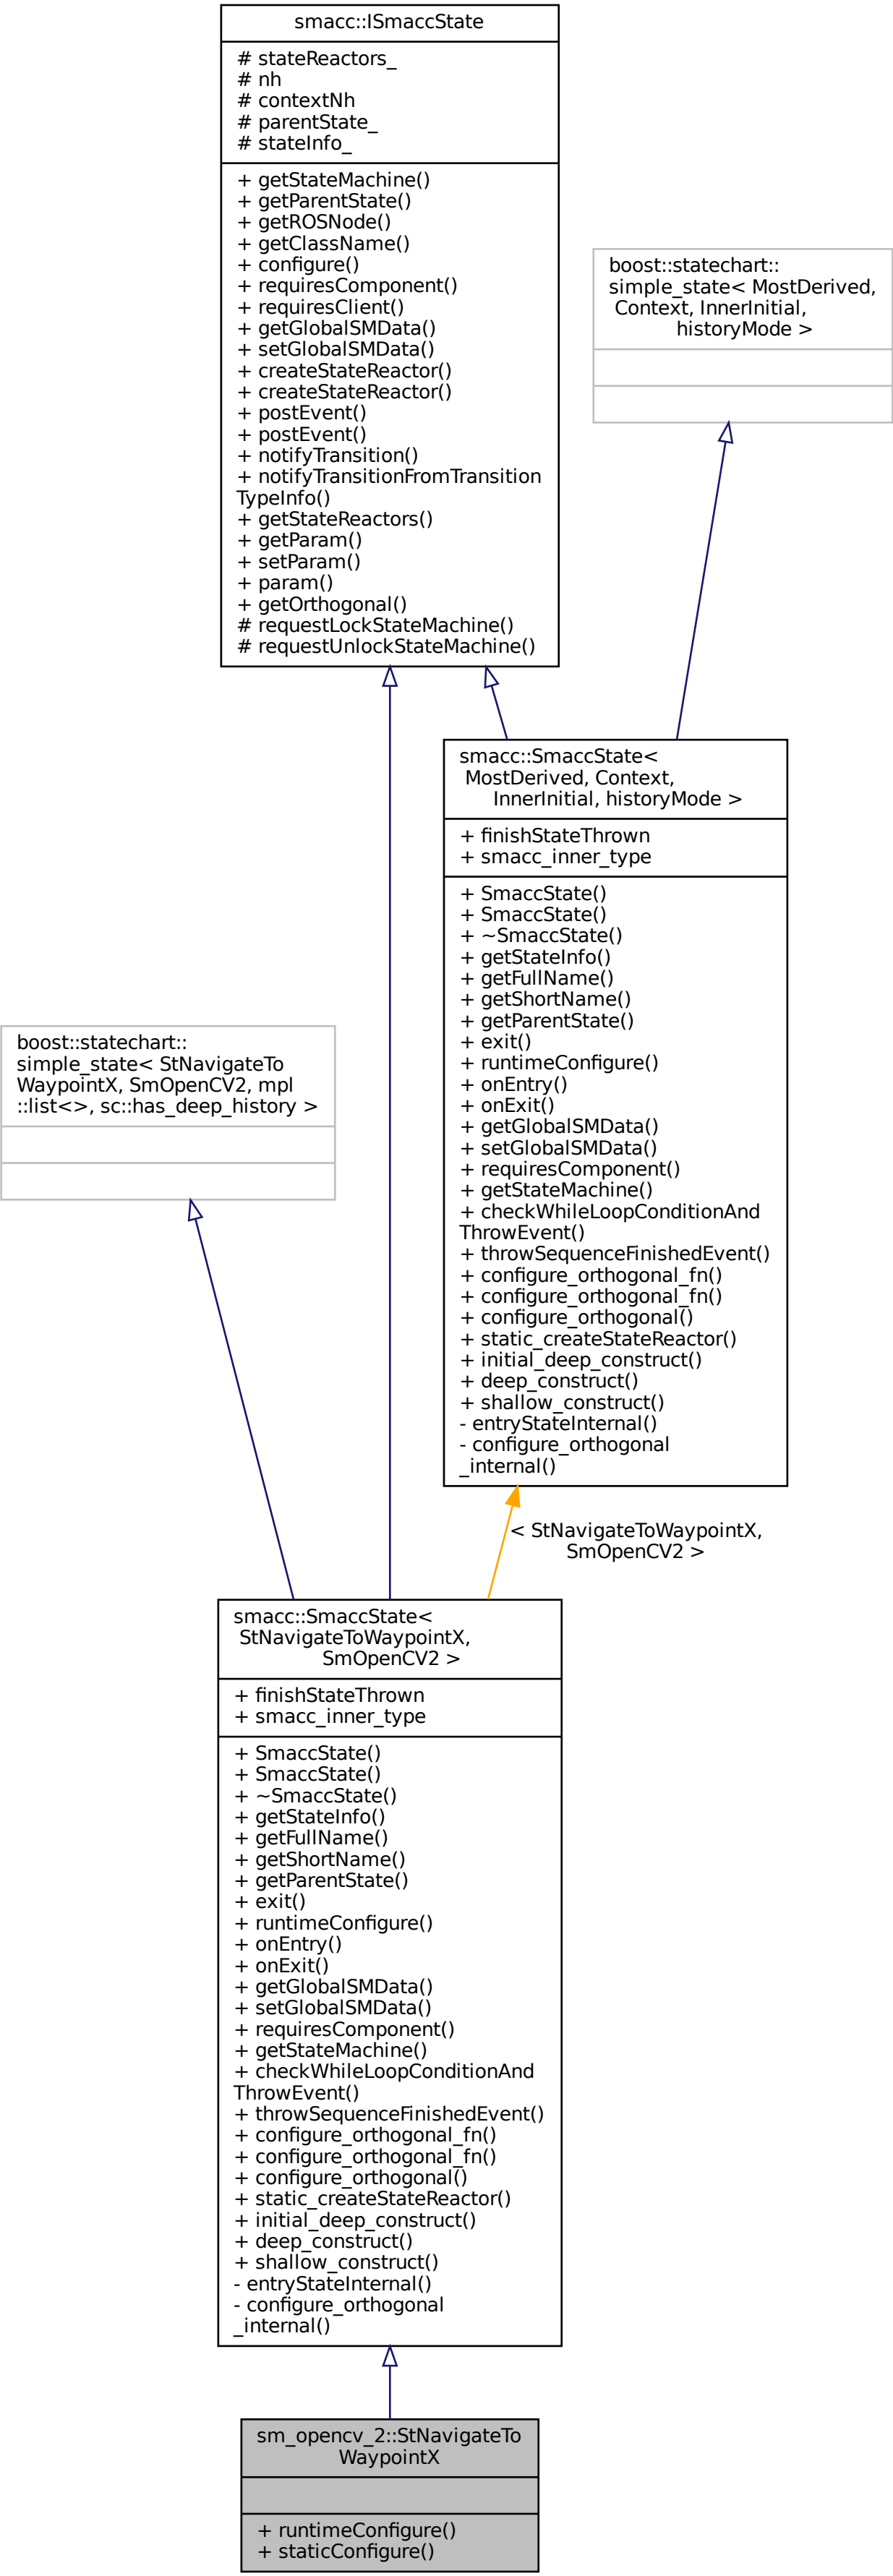 smacc::ISmaccState
# stateReactors_
# nh
# contextNh
# parentState_
# stateInfo_
+ getStateMachine()
+ getParentState()
+ getROSNode()
+ getClassName()
+ configure()
+ requiresComponent()
+ requiresClient()
+ getGlobalSMData()
+ setGlobalSMData()
+ createStateReactor()
+ createStateReactor()
+ postEvent()
+ postEvent()
+ notifyTransition()
+ notifyTransitionFromTransition
TypeInfo()
+ getStateReactors()
+ getParam()
+ setParam()
+ param()
+ getOrthogonal()
# requestLockStateMachine()
# requestUnlockStateMachine()
boost::statechart::
simple_state< MostDerived,
Context, InnerInitial,
historyMode >
smacc::SmaccState<
MostDerived, Context,
InnerInitial, historyMode >
+ finishStateThrown
+ smacc_inner_type
+ SmaccState()
+ SmaccState()
+ ~SmaccState()
+ getStateInfo()
+ getFullName()
+ getShortName()
+ getParentState()
+ exit()
+ runtimeConfigure()
+ onEntry()
+ onExit()
+ getGlobalSMData()
+ setGlobalSMData()
+ requiresComponent()
+ getStateMachine()
+ checkWhileLoopConditionAnd
ThrowEvent()
+ throwSequenceFinishedEvent()
+ configure_orthogonal_fn()
+ configure_orthogonal_fn()
+ configure_orthogonal()
+ static_createStateReactor()
+ initial_deep_construct()
+ deep_construct()
+ shallow_construct()
- entryStateInternal()
- configure_orthogonal
_internal()
boost::statechart::
simple_state< StNavigateTo
WaypointX, SmOpenCV2, mpl
::list<>, sc::has_deep_history >
< StNavigateToWaypointX,
SmOpenCV2 >
smacc::SmaccState<
StNavigateToWaypointX,
SmOpenCV2 >
+ finishStateThrown
+ smacc_inner_type
+ SmaccState()
+ SmaccState()
+ ~SmaccState()
+ getStateInfo()
+ getFullName()
+ getShortName()
+ getParentState()
+ exit()
+ runtimeConfigure()
+ onEntry()
+ onExit()
+ getGlobalSMData()
+ setGlobalSMData()
+ requiresComponent()
+ getStateMachine()
+ checkWhileLoopConditionAnd
ThrowEvent()
+ throwSequenceFinishedEvent()
+ configure_orthogonal_fn()
+ configure_orthogonal_fn()
+ configure_orthogonal()
+ static_createStateReactor()
+ initial_deep_construct()
+ deep_construct()
+ shallow_construct()
- entryStateInternal()
- configure_orthogonal
_internal()
sm_opencv_2::StNavigateTo
WaypointX
+ runtimeConfigure()
+ staticConfigure()